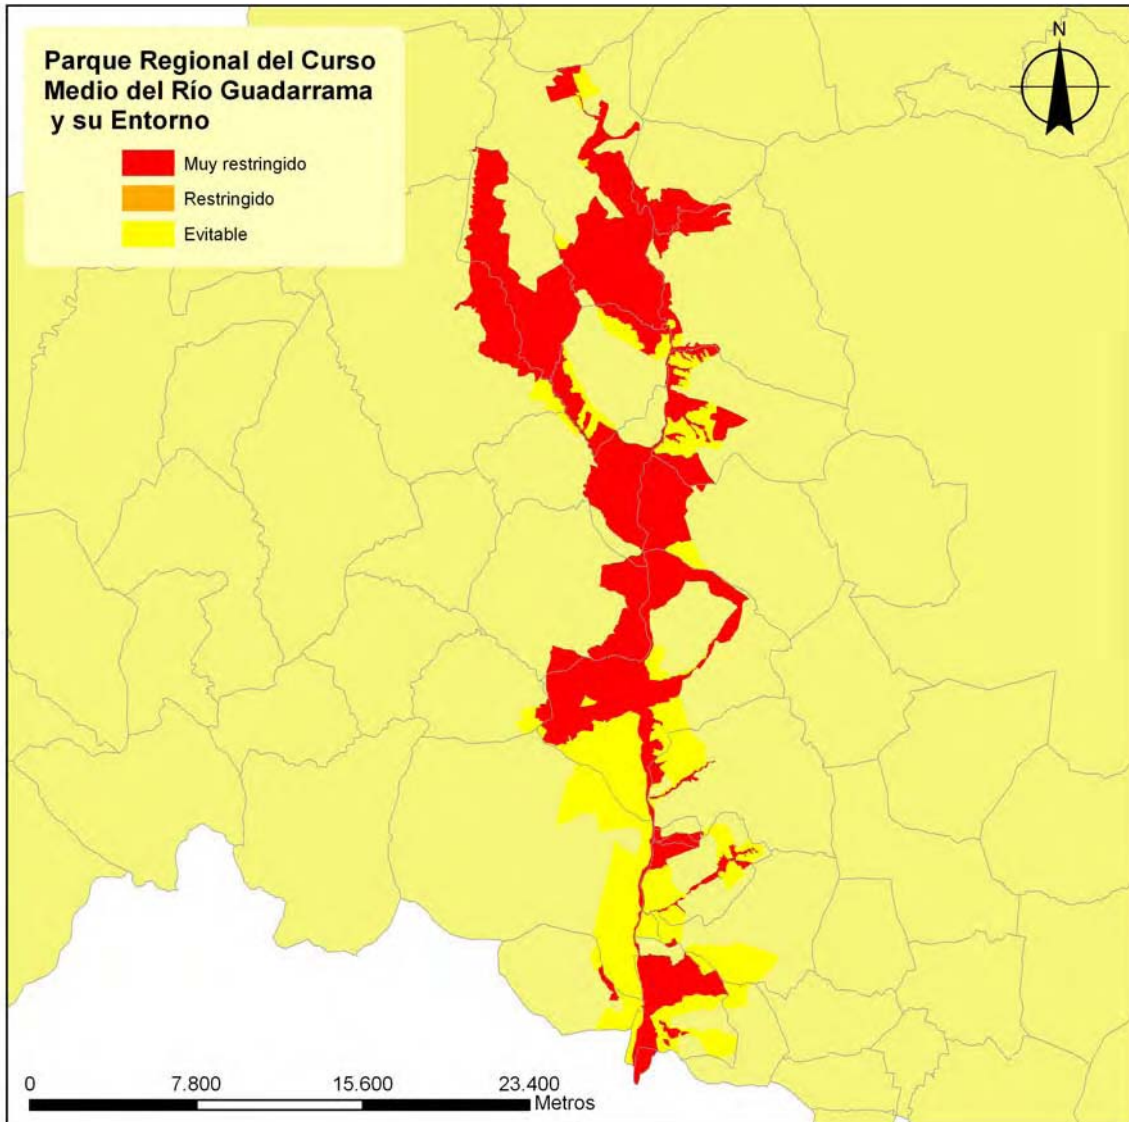 Parque Regional del Curso
Medio del Río Guadarrama
y su Entorno
Muy restringido
Restringido
Evitable
N
0 7.800 15.600 23.400
Metros